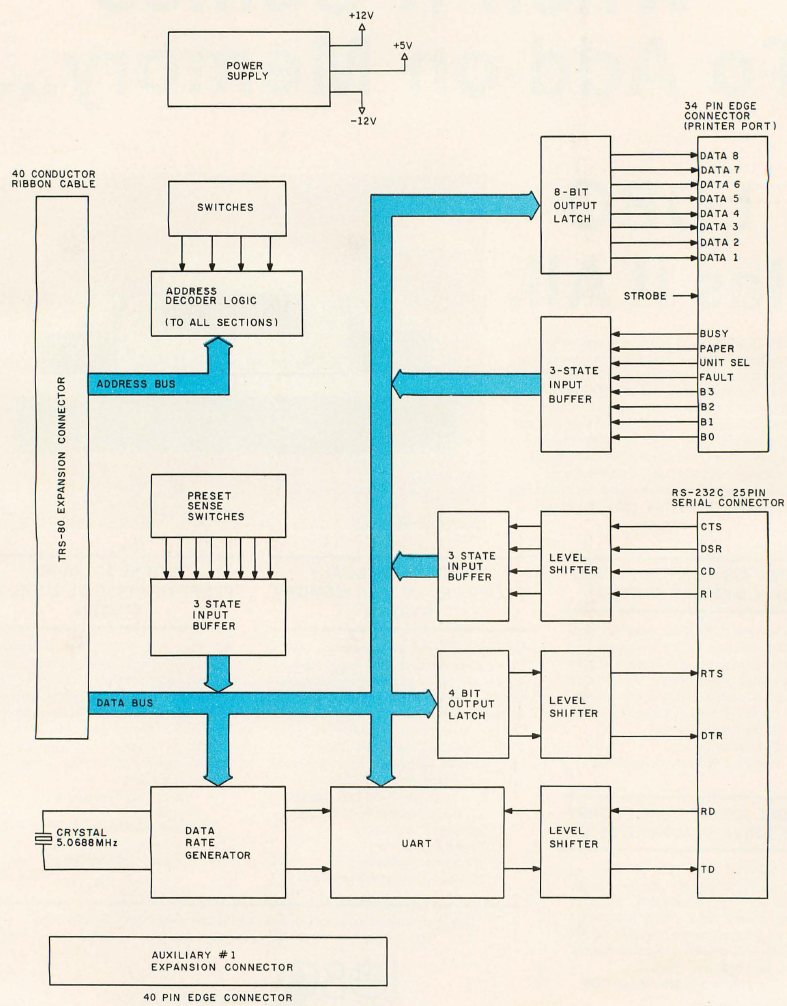 +12V
+5V
POWER
SUPPLY
-12V
34 PIN EDGE
CONNECTOR
(PRINTER PORT)
40 CONDUCTOR
RIBBON CABLE
TRS-80 EXPANSION CONNECTOR
SWITCHES
ADDRESS
DECODER LOGIC
(TO ALL SECTIONS)
ADDRESS BUS
8-BIT
OUTPUT
LATCH
DATA 8
DATA 7
DATA 6
DATA 5
DATA 4
DATA 3
DATA 2
DATA 1
STROBE
3-STATE
INPUT
BUFFER
BUSY
PAPER
UNIT SEL
FAULT
B3
B2
B1
B0
PRESET
SENSE
SWITCHES
3 STATE
INPUT
BUFFER
DATA BUS
RS-232C 25PIN
SERIAL CONNECTOR
3 STATE
INPUT
BUFFER
LEVEL
SHIFTER
CTS
DSR
CD
RI
4 BIT
OUTPUT
LATCH
LEVEL
SHIFTER
RTS
DTR
CRYSTAL
5.0688MHz
DATA
RATE
GENERATOR
UART
LEVEL
SHIFTER
RD
TD
AUXILIARY #1
EXPANSION CONNECTOR
40 PIN EDGE CONNECTOR